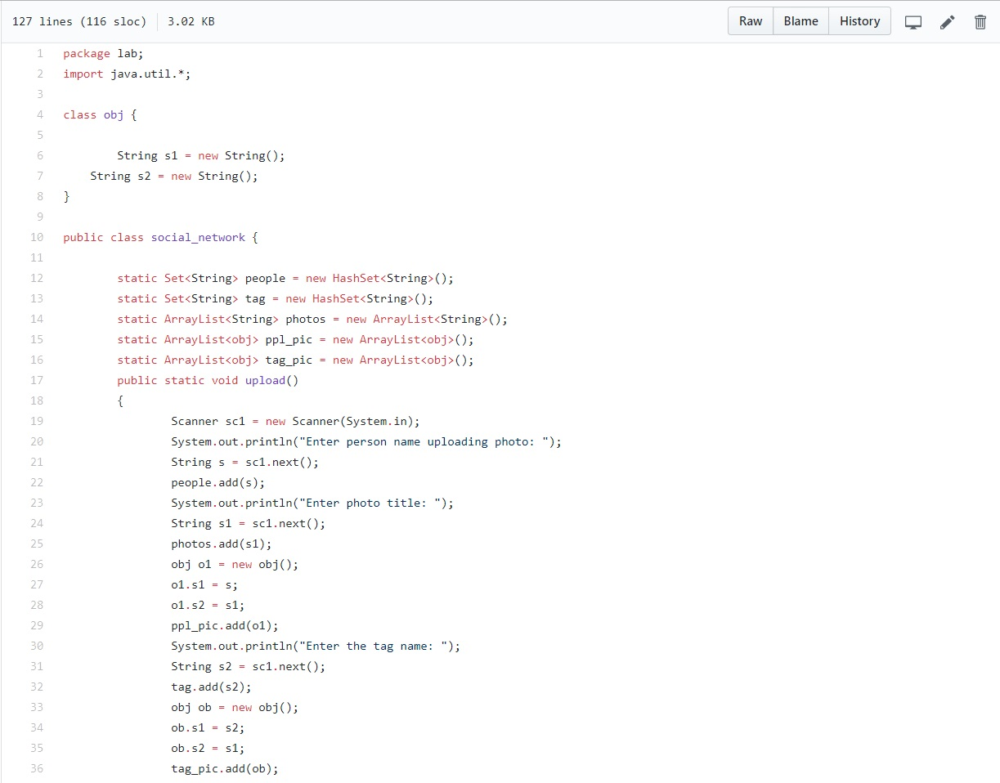 127 lines (116 sloc) 3.02 KB Raw Blame History
1 package lab;
2 import java.util.*;
3
4 class obj {
5
6 String s1 = new String();
7 String s2 = new String();
8 }
9
10 public class social_network {
11
12 static Set<String> people = new HashSet<String>();
13 static Set<String> tag = new HashSet<String>();
14 static ArrayList<String> photos = new ArrayList<String>();
15 static ArrayList<obj> ppl_pic = new ArrayList<obj>();
16 static ArrayList<obj> tag_pic = new ArrayList<obj>();
17 public static void upload()
18 {
19 Scanner sc1 = new Scanner(System.in);
20 System.out.println("Enter person name uploading photo: ");
21 String s = sc1.next();
22 people.add(s);
23 System.out.println("Enter photo title: ");
24 String s1 = sc1.next();
25 photos.add(s1);
26 obj o1 = new obj();
27 o1.s1 = s;
28 o1.s2 = s1;
29 ppl_pic.add(o1);
30 System.out.println("Enter the tag name: ");
31 String s2 = sc1.next();
32 tag.add(s2);
33 obj ob = new obj();
34 ob.s1 = s2;
35 ob.s2 = s1;
36 tag_pic.add(ob);